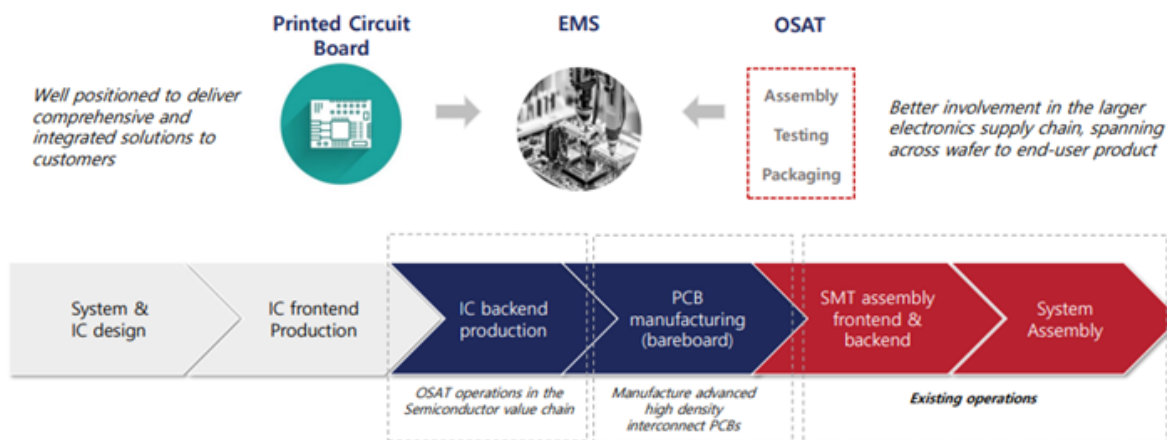 Printed Circuit
Board
EMS
OSAT
Well positioned to deliver
comprehensive and
integrated solutions to
customers
Assembly
Testing
Packaging
Better involvement in the larger
electronics supply chain, spanning
across wafer to end-user product
System &
IC design
IC frontend
Production
IC backend
production
PCB
manufacturing
(bareboard)
SMT assembly
frontend &
backend
System
Assembly
OSAT operations in the
Semiconductor value chain
Manufacture advanced
high density
interconnect PCBs
Existing operations